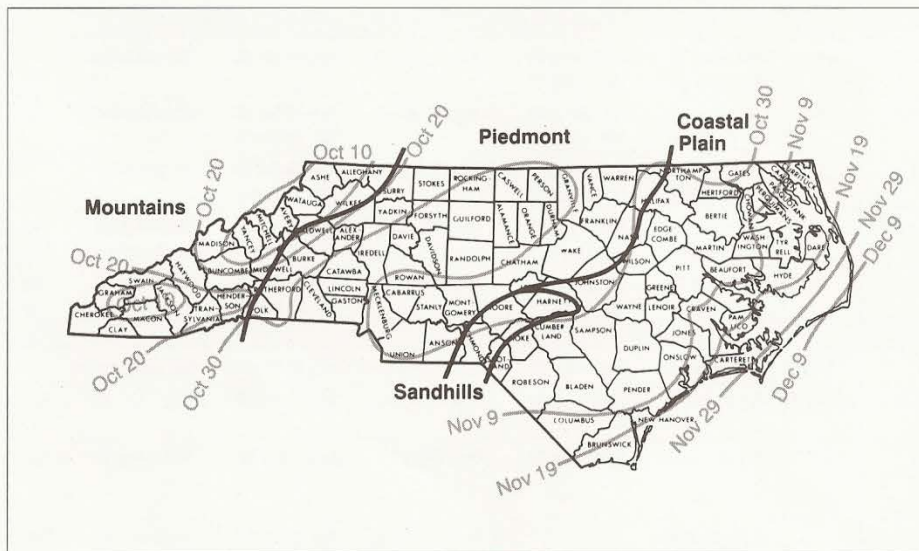 Oct 10
Oct 20
Oct 20
Piedmont
Coastal
Plain
Oct 30
Nov 9
Nov 19
Nov 29
Dec 9
Mountains
Oct 20
Oct 20
Oct 30
Sandhills
Nov 9
Nov 19
Nov 29
Dec 9
ASHE
ALLEGHANY
SURRY
STOKES
ROCKING
HAM
CASWELL
PERSON
GRANVILLE
VANCE
WARREN
NORTHAMP
TON
GATES
HERTFORD
HALIFAX
CURRITUCK
PERQUIMANS
CHOWAN
WATAUGA
WILKES
YADKIN
FORSYTH
GUILFORD
ALAMANCE
ORANGE
DURHAM
FRANKLIN
NASH
EDGE
COMBE
BERTIE
MADISON
YANCEY
MITCHELL
AVERY
ALEX-
ANDER
IREDELL
DAVIE
DAVIDSON
RANDOLPH
CHATHAM
WAKE
WILSON
MARTIN
WASH
INGTON
TYR
RELL
DARE
BUNCOMBE
BURKE
CATAWBA
ROWAN
JOHNSTON
PITT
BEAUFORT
HYDE
SWAIN
HAYWOOD
GRAHAM
JACKSON
CHEROKEE
CLAY
MACON
TRAN-
SYLVANIA
HENDER-
SON
POLK
RUTHERFORD
CLEVELAND
LINCOLN
GASTON
MECKLENBURG
CABARRUS
STANLY
MONT-
GOMERY
MOORE
HARNETT
WAYNE
GREENE
LENOIR
CRAVEN
PAM-
LICO
UNION
ANSON
HOKE
CUMBER
LAND
SAMPSON
DUPLIN
JONES
ONSLOW
CARTERET
ROBESON
BLADEN
PENDER
COLUMBUS
NEW HANOVER
BRUNSWICK